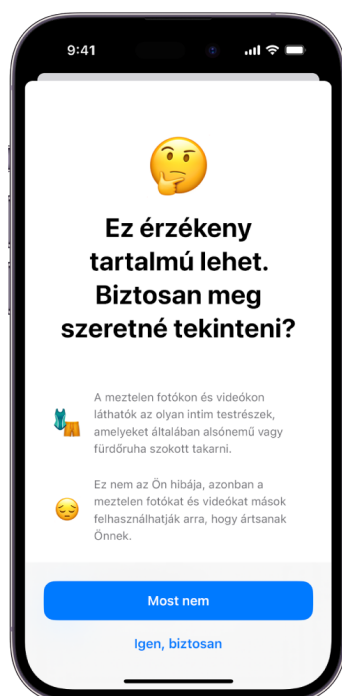 9:41
Ez érzékeny
tartalmú lehet.
Biztosan meg
szeretné tekinteni?
A meztelen fotókon és videókon
láthatók az olyan intim testrészek,
amelyeket általában alsónemű vagy
fürdőruha szokott takarni.
Ez nem az Ön hibája, azonban a
meztelen fotókat és videókat mások
felhasználhatják arra, hogy ártsanak
Önnek.
Most nem
Igen, biztosan